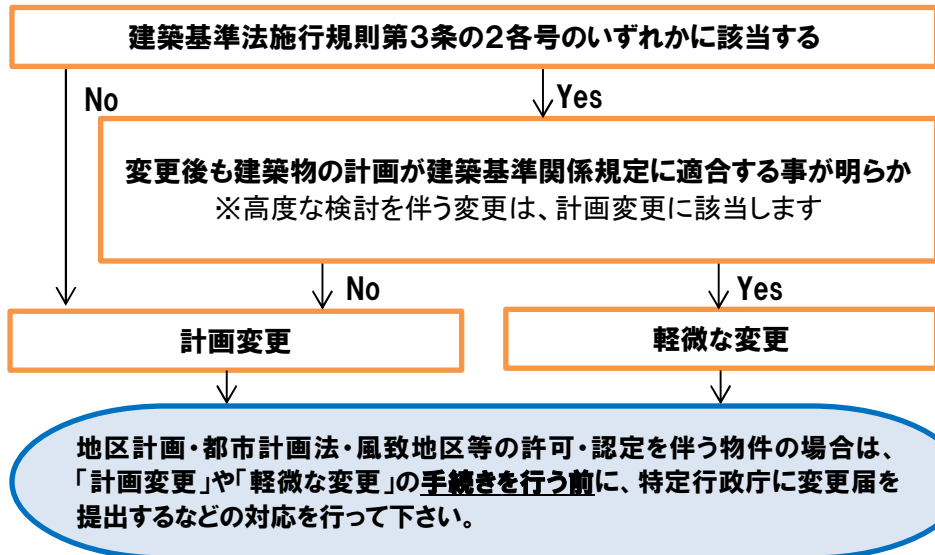 建築基準法施行規則第3条の2各号のいずれかに該当する
No
Yes
変更後も建築物の計画が建築基準関係規定に適合する事が明らか
※高度な検討を伴う変更は、計画変更に該当します
No
Yes
計画変更
軽微な変更
地区計画・都市計画法・風致地区等の許可・認定を伴う物件の場合は、
「計画変更」や「軽微な変更」の手続きを行う前に、特定行政庁に変更届を
提出するなどの対応を行って下さい。